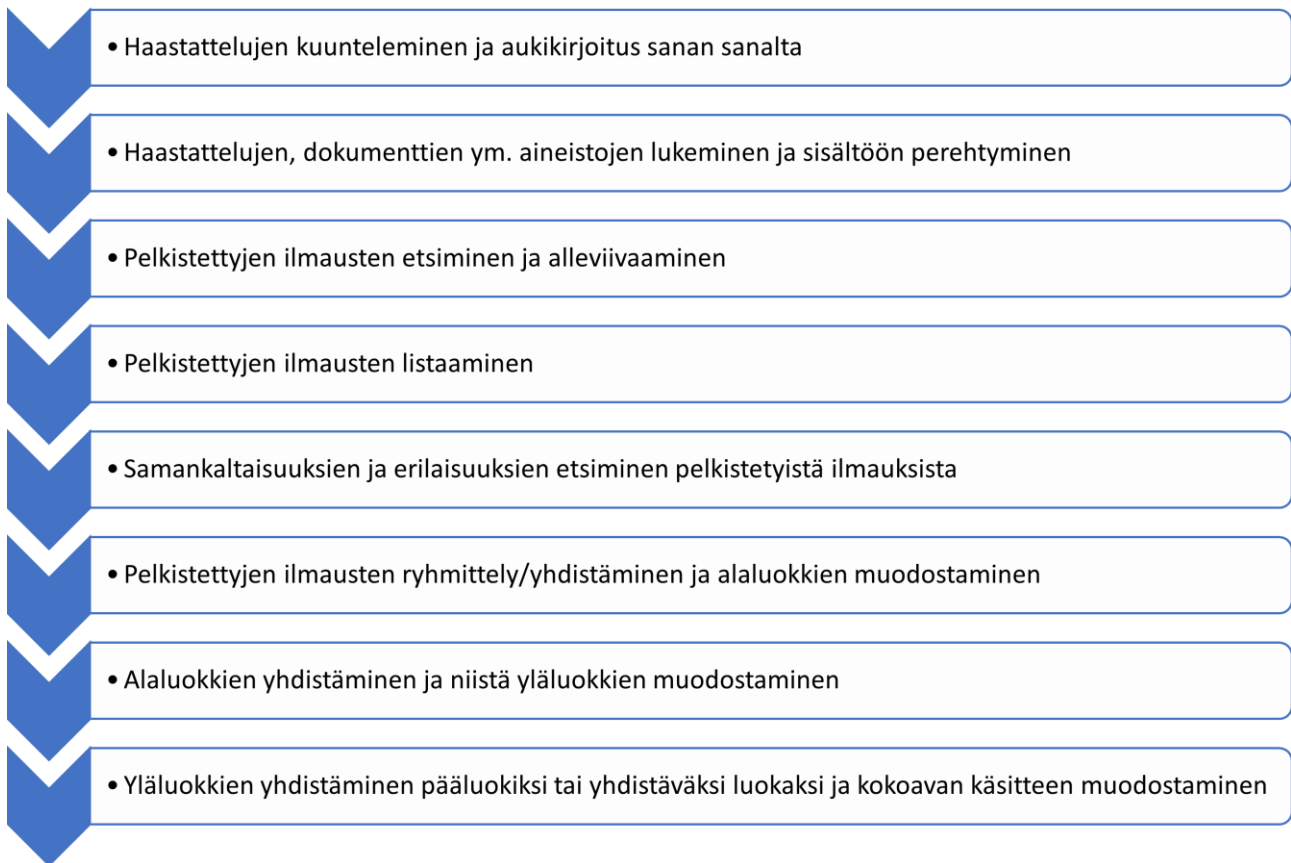 • Haastattelujen kuunteleminen ja aukikirjoitus sanan sanalta
• Haastattelujen, dokumenttien ym. aineistojen lukeminen ja sisältöön perehtyminen
• Pelkistettyjen ilmausten etsiminen ja alleviivaaminen
• Pelkistettyjen ilmausten listaaminen
• Samankaltaisuuksien ja erilaisuuksien etsiminen pelkistetyistä ilmauksista
• Pelkistettyjen ilmausten ryhmittely/yhdistäminen ja alaluokkien muodostaminen
• Alaluokkien yhdistäminen ja niistä yläluokkien muodostaminen
• Yläluokkien yhdistäminen pääluokiksi tai yhdistäväksi luokaksi ja kokoavan käsitteen muodostaminen